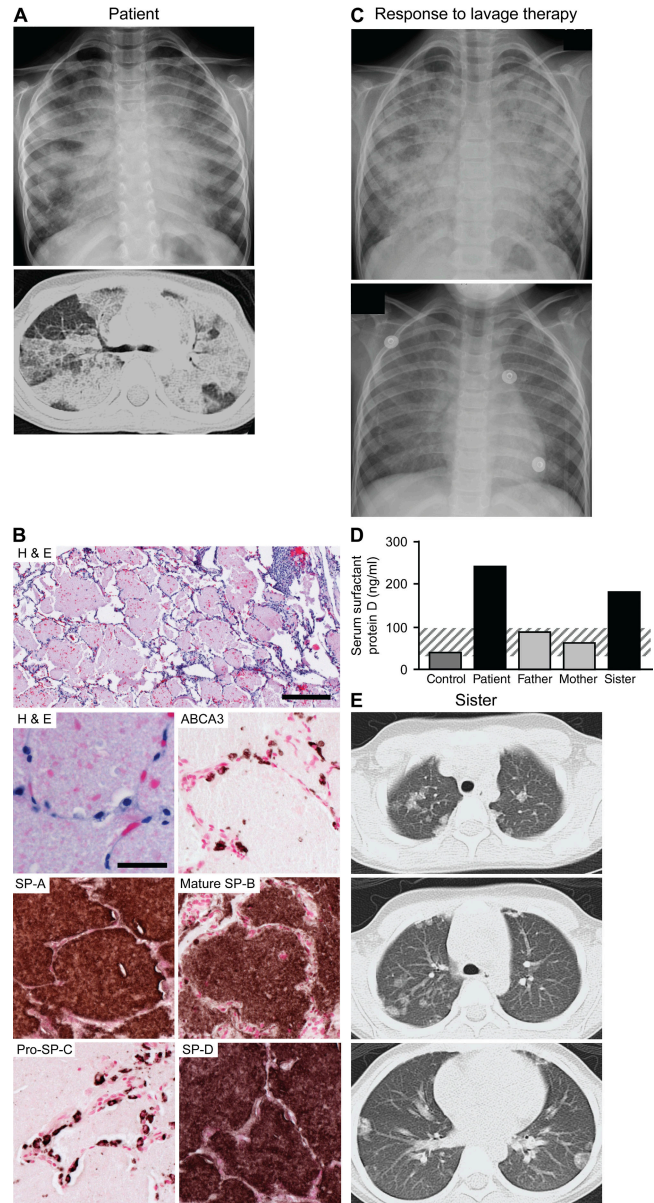 A
Patient
C
Response to lavage therapy
B
H & E
H & E
ABCA3
SP-A
Mature SP-B
Pro-SP-C
SP-D
D
Serum surfactant
protein D (ng/ml)
300
200
100
0
Control
Patient
Father
Mother
Sister
E
Sister